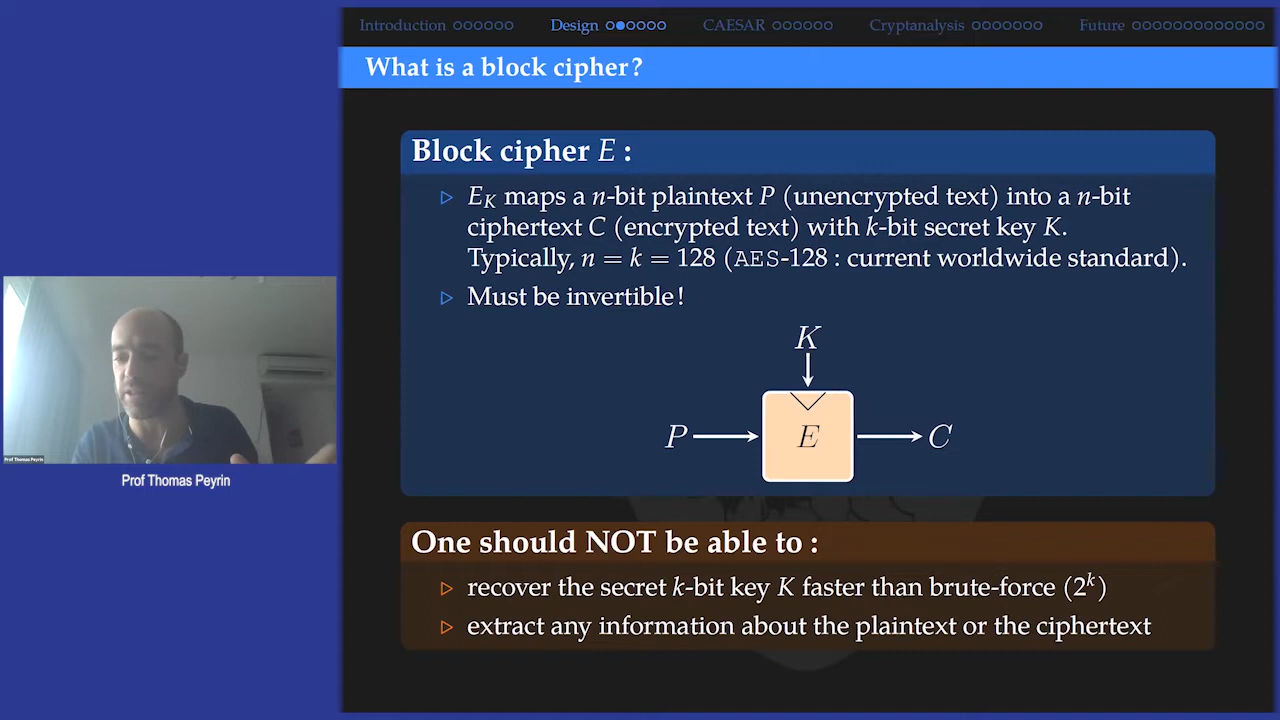 Introduction Design CAESAR Cryptanalysis Future
What is a block cipher?
Block cipher E :
E_K maps a n-bit plaintext P (unencrypted text) into a n-bit
ciphertext C (encrypted text) with k-bit secret key K.
Typically, n = k = 128 (AES-128 : current worldwide standard).
Must be invertible!
K
P E C
Prof Thomas Peyrin
Prof Thomas Peyrin
One should NOT be able to :
recover the secret k-bit key K faster than brute-force (2^k)
extract any information about the plaintext or the ciphertext